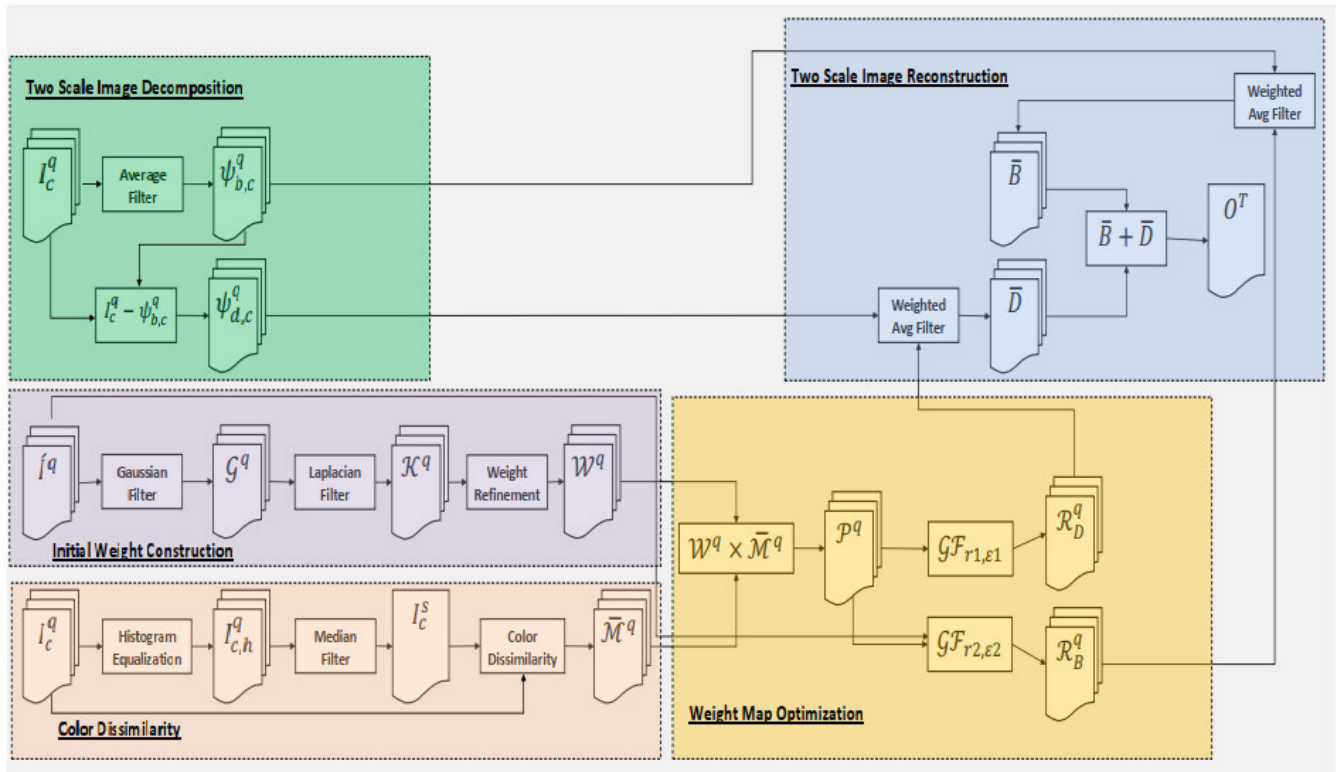 Two Scale Image Decomposition
I_c^q
Average
Filter
ψ_{b,c}^q
I_c^q − ψ_{b,c}^q
ψ_{d,c}^q
Two Scale Image Reconstruction
Weighted
Avg Filter
B̄
B̄ + D̄
O^T
Weighted
Avg Filter
D̄
Í^q
Gaussian
Filter
𝒢^q
Laplacian
Filter
𝒦^q
Weight
Refinement
𝒲^q
Initial Weight Construction
I_c^q
Histogram
Equalization
I_{c,h}^q
Median
Filter
I_c^s
Color
Dissimilarity
ℳ̄^q
Color Dissimilarity
𝒲^q × ℳ̄^q
𝒫^q
𝒢ℱ_{r1,ε1}
ℛ_D^q
𝒢ℱ_{r2,ε2}
ℛ_B^q
Weight Map Optimization